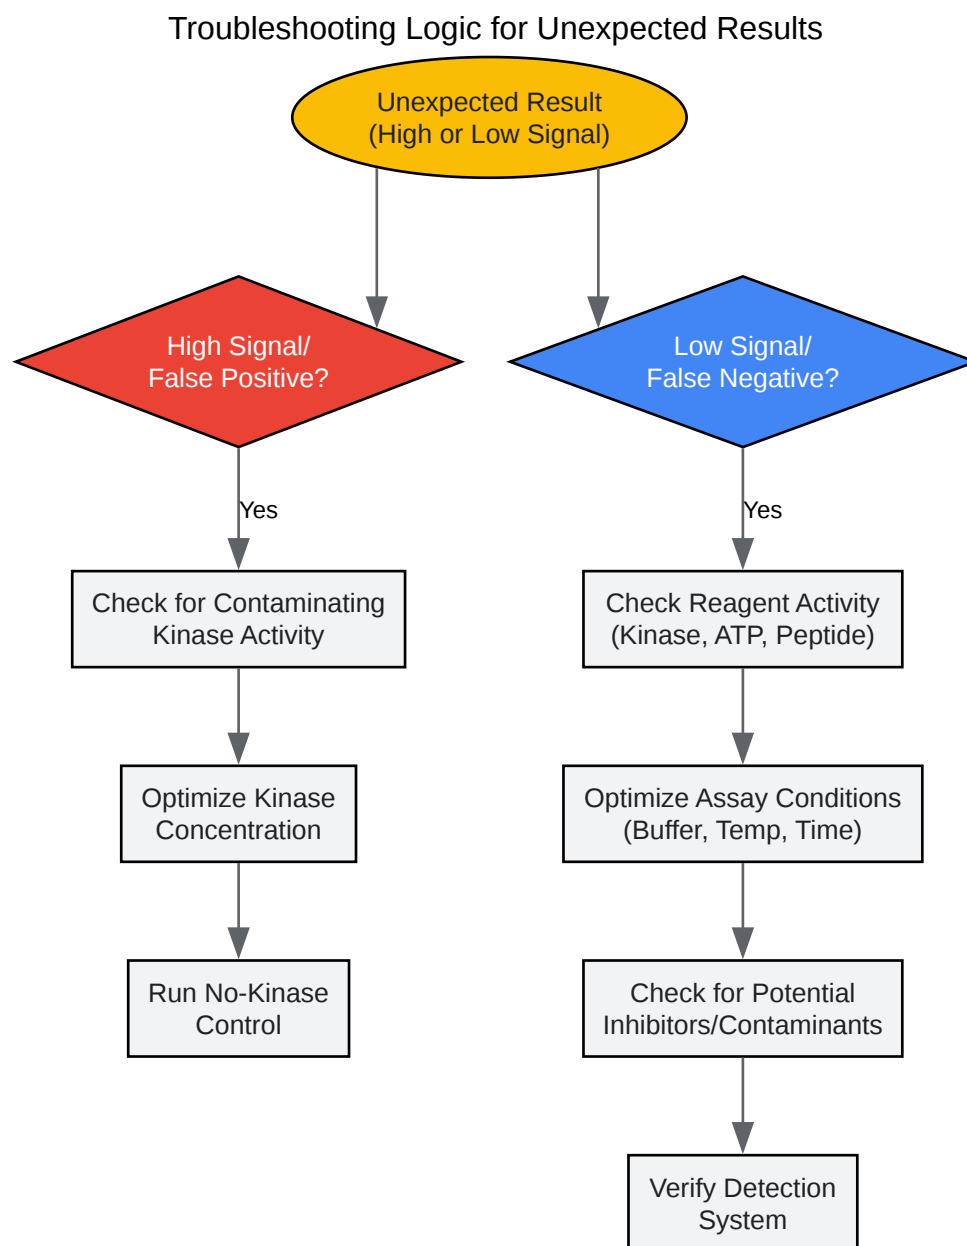 Troubleshooting Logic for Unexpected Results
Unexpected Result
(High or Low Signal)
High Signal/
False Positive?
Low Signal/
False Negative?
Yes
Yes
Check for Contaminating
Kinase Activity
Check Reagent Activity
(Kinase, ATP, Peptide)
Optimize Kinase
Concentration
Optimize Assay Conditions
(Buffer, Temp, Time)
Run No-Kinase
Control
Check for Potential
Inhibitors/Contaminants
Verify Detection
System